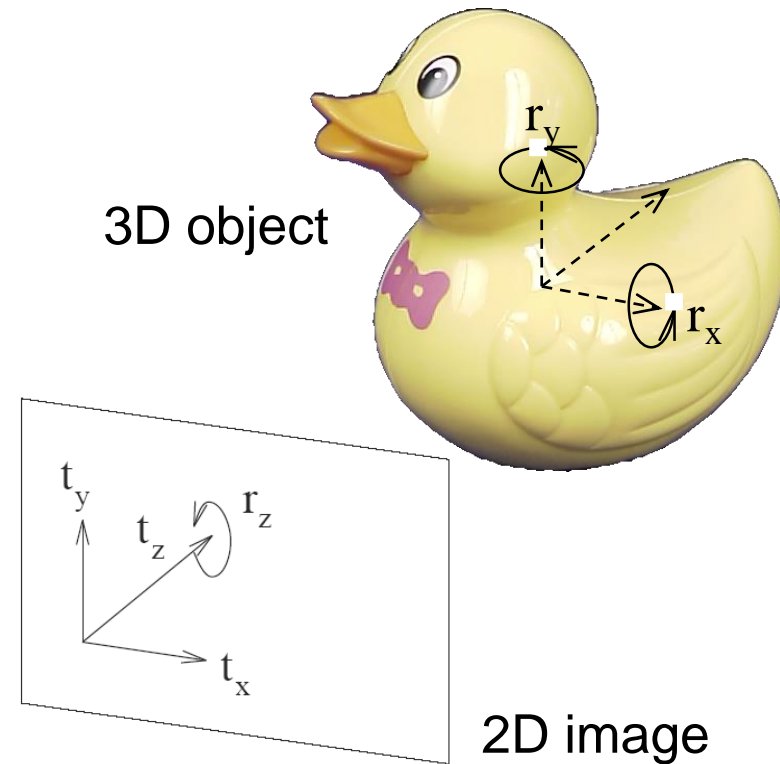 r_y
3D object
r_x
t_y
r_z
t_z
t_x
2D image